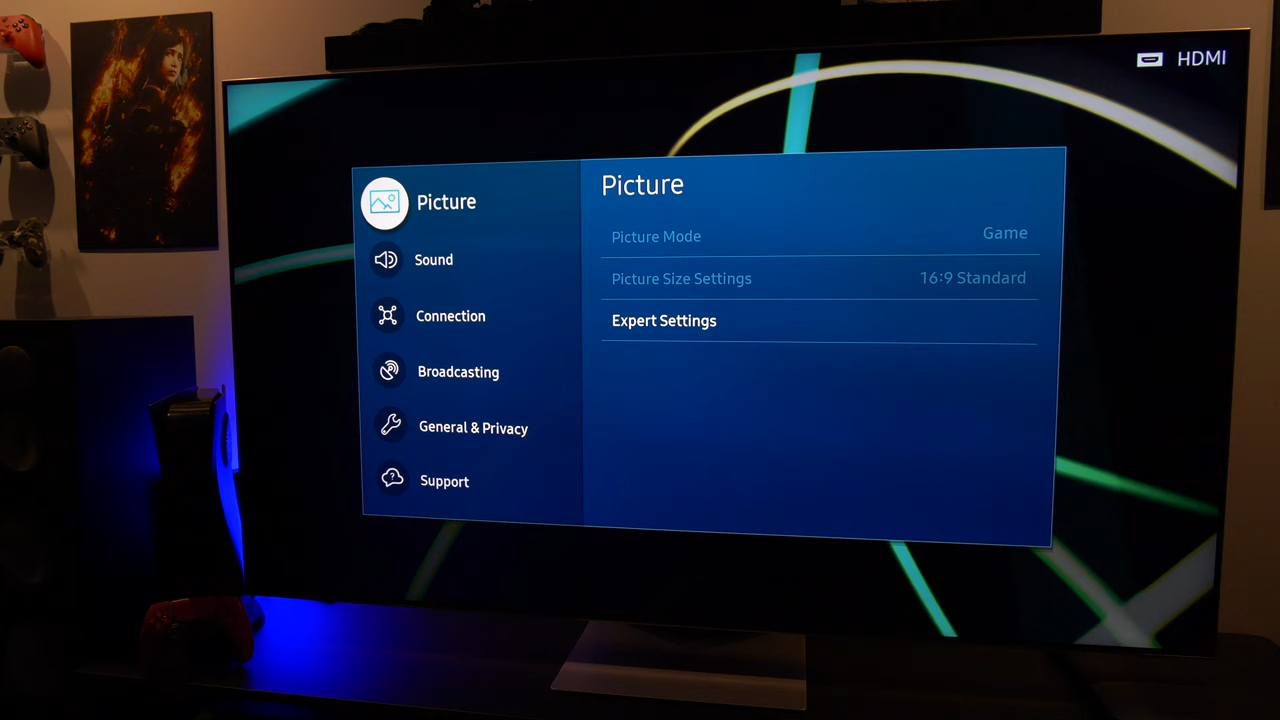 HDMI
Picture
Sound
Connection
Broadcasting
General & Privacy
Support
Picture
Picture Mode Game
Picture Size Settings 16:9 Standard
Expert Settings